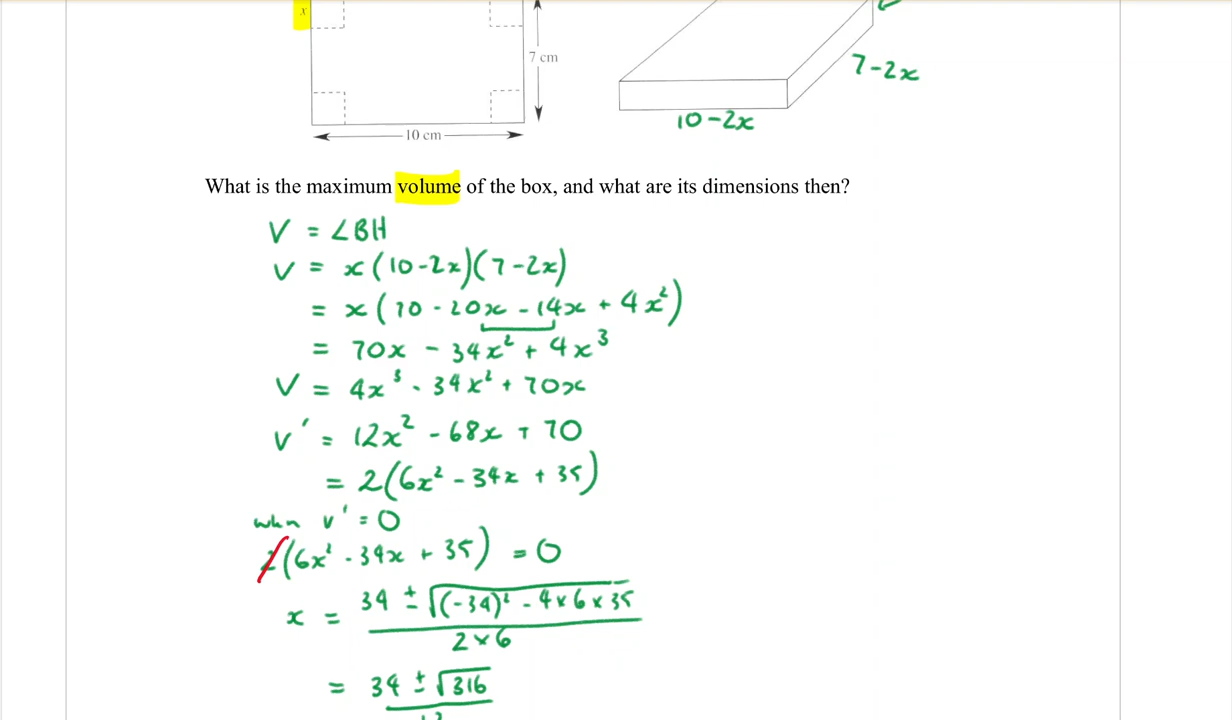 x
7 cm
7-2x
10-2x
10 cm
What is the maximum volume of the box, and what are its dimensions then?
V = LBH
V = x(10-2x)(7-2x)
= x(70 - 20x - 14x + 4x²)
= 70x - 34x² + 4x³
V = 4x³ - 34x² + 70x
V' = 12x² - 68x + 70
= 2(6x² - 34x + 35)
when V' = 0
2(6x² - 34x + 35) = 0
x = 34 ± √(-34)² - 4×6×35
2×6
= 34 ± √316
12